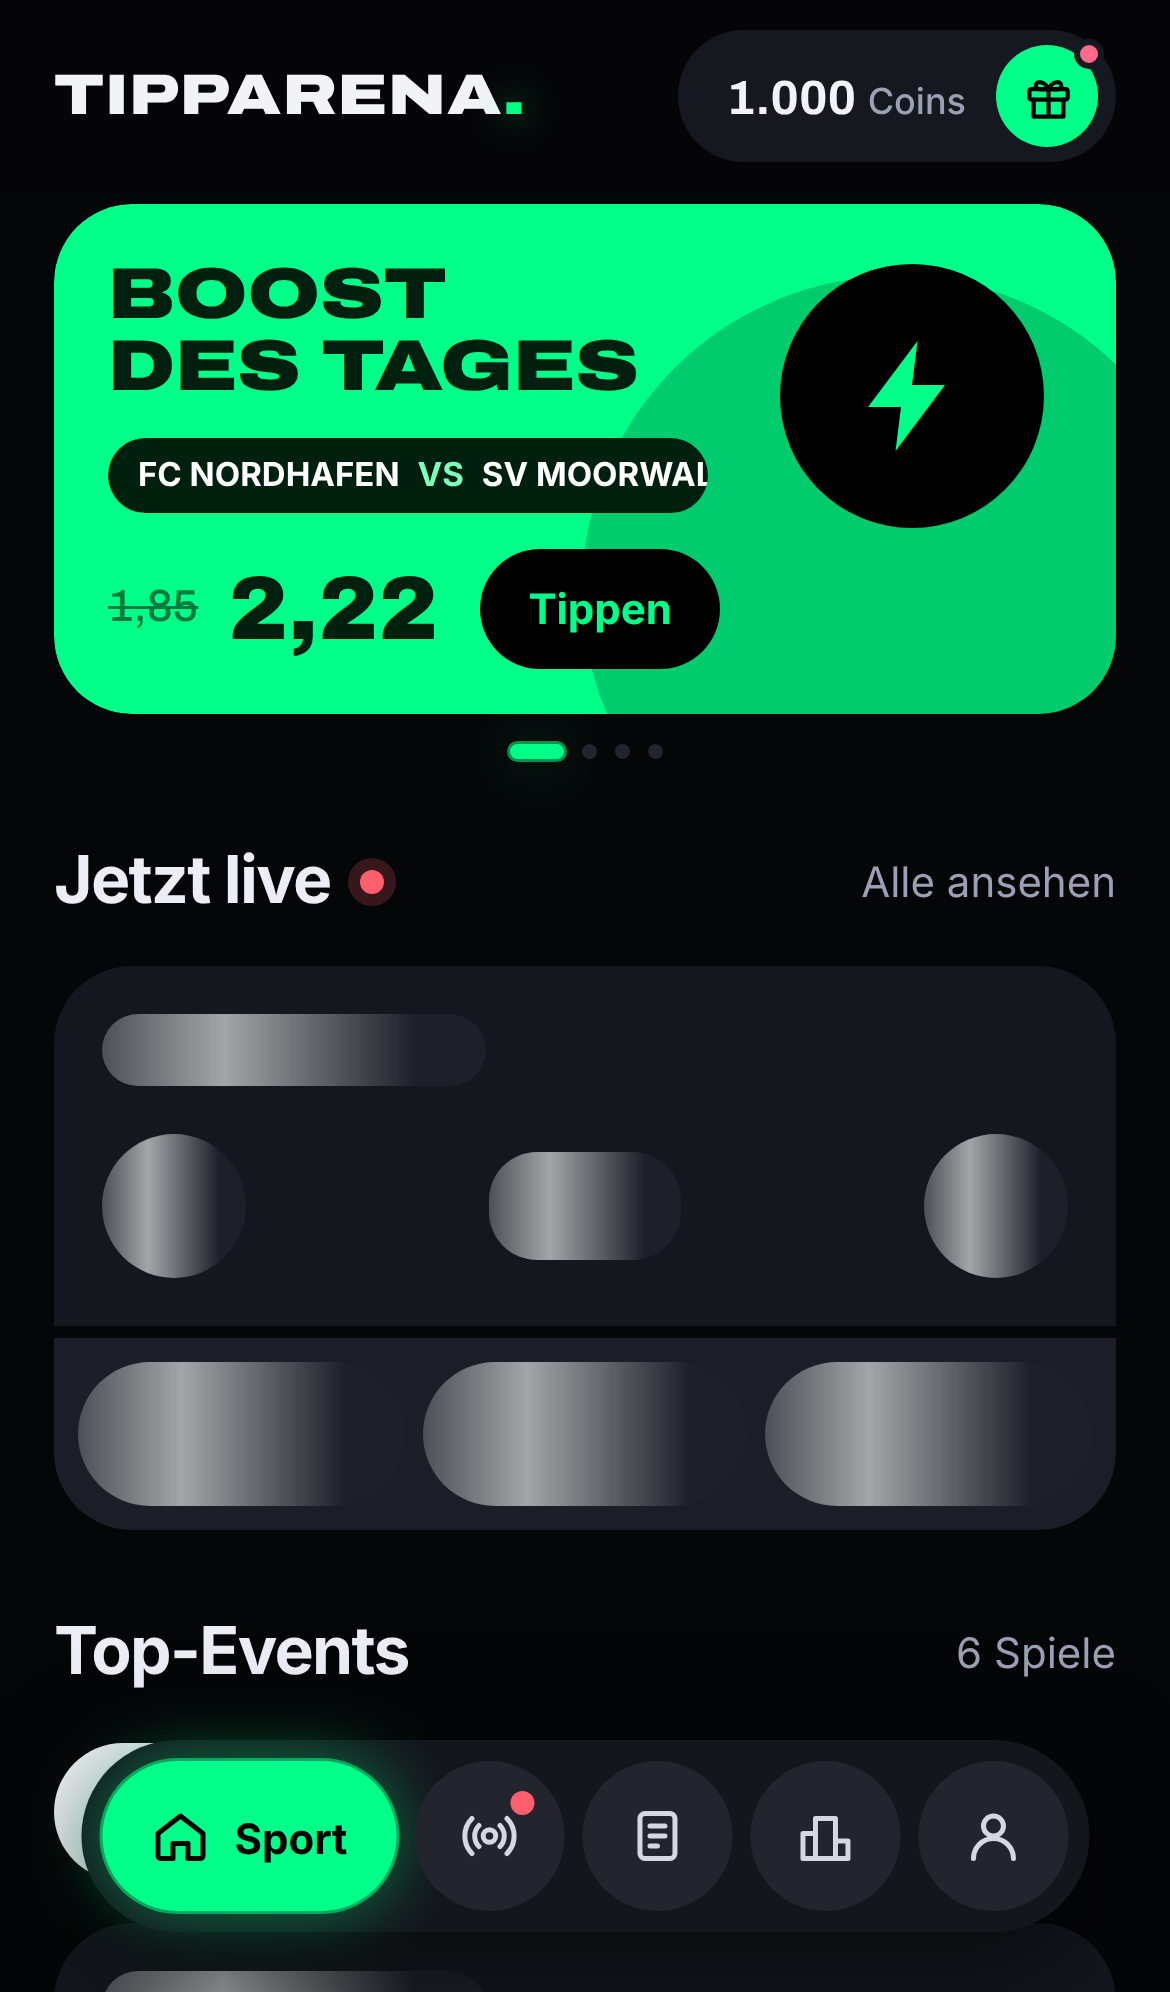 TIPPARENA.
1.000 Coins
BOOST
DES TAGES
FC NORDHAFEN VS SV MOORWAL
1,85 2,22 Tippen
Jetzt live
Alle ansehen
Top-Events
6 Spiele
Sport